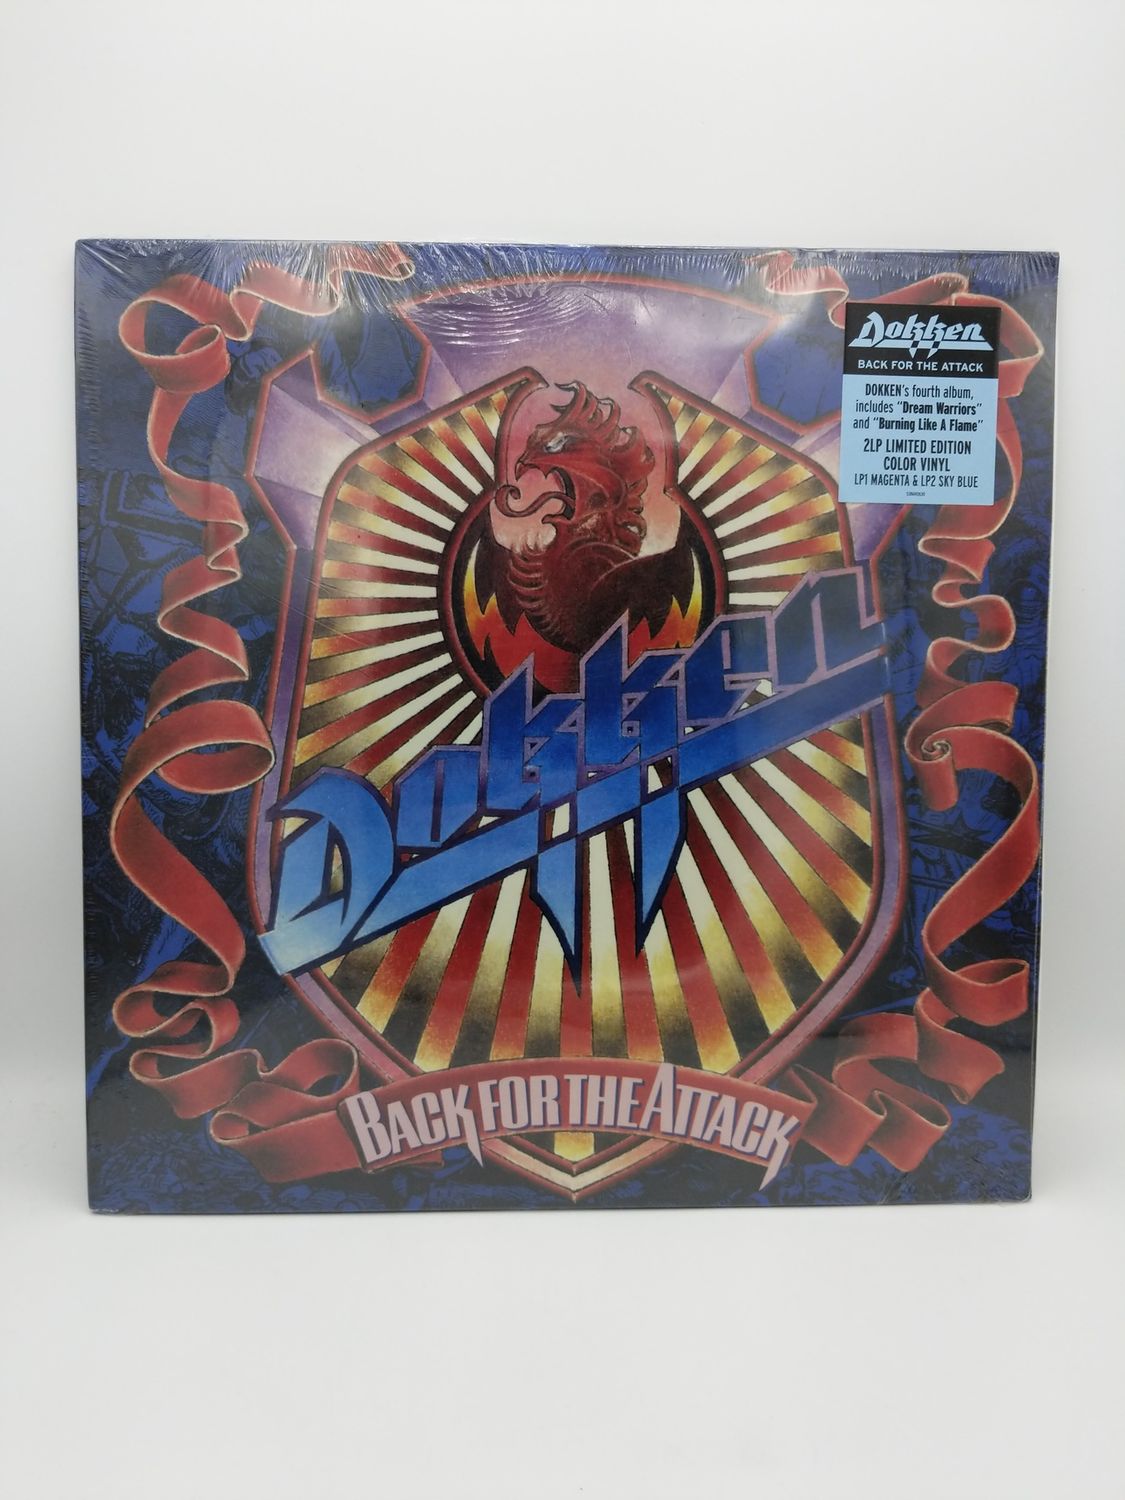 Dokken
BACK FOR THE ATTACK
DOKKEN's fourth album,
includes "Dream Warriors"
and "Burning Like A Flame"
2LP LIMITED EDITION
COLOR VINYL
LP1 MAGENTA & LP2 SKY BLUE
Dokken
BACK FOR THE ATTACK